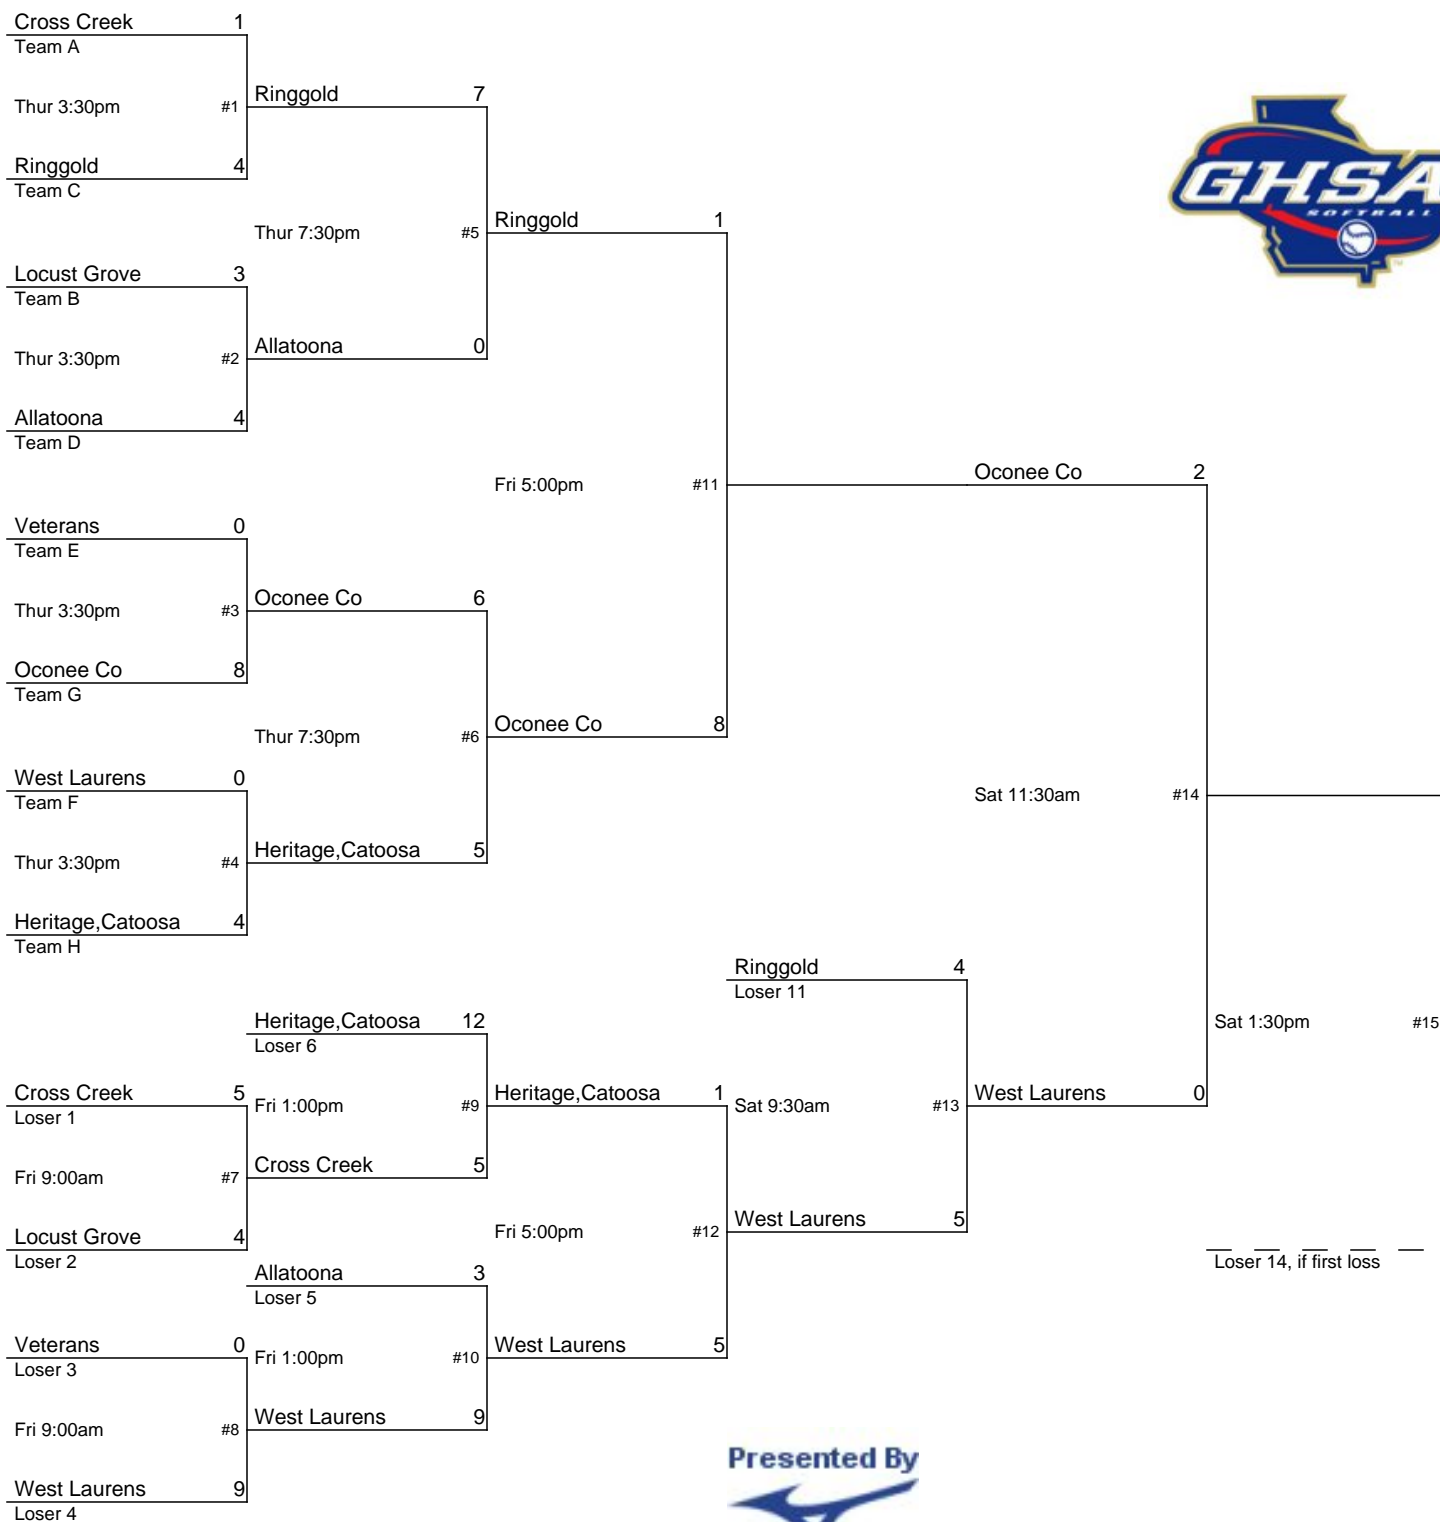 Cross Creek 1
Team A
Thur 3:30pm #1
Ringgold 7
Ringgold 4
Team C
Thur 7:30pm #5
Ringgold 1
Locust Grove 3
Team B
Thur 3:30pm #2
Allatoona 0
Allatoona 4
Team D
Fri 5:00pm #11
Oconee Co 2
Veterans 0
Team E
Thur 3:30pm #3
Oconee Co 6
Oconee Co 8
Team G
Thur 7:30pm #6
Oconee Co 8
West Laurens 0
Team F
Sat 11:30am #14
Thur 3:30pm #4
Heritage,Catoosa 5
Heritage,Catoosa 4
Team H
Ringgold 4
Loser 11
Heritage,Catoosa 12
Loser 6
Sat 1:30pm #15
Cross Creek 5
Loser 1
Fri 1:00pm #9
Heritage,Catoosa 1
Sat 9:30am #13
West Laurens 0
Fri 9:00am #7
Cross Creek 5
Locust Grove 4
Loser 2
Fri 5:00pm #12
West Laurens 5
Loser 14, if first loss
Allatoona 3
Loser 5
Veterans 0
Loser 3
Fri 1:00pm #10
West Laurens 5
Fri 9:00am #8
West Laurens 9
West Laurens 9
Loser 4
GHSA
SOFTBALL
TM
Presented By